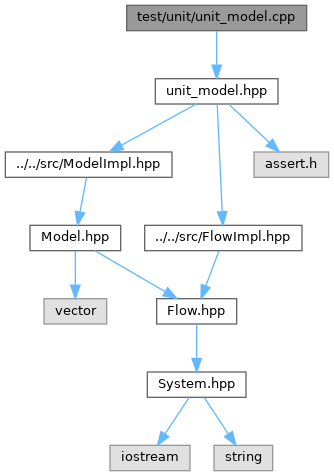 test/unit/unit_model.cpp
unit_model.hpp
../../src/ModelImpl.hpp
assert.h
Model.hpp
../../src/FlowImpl.hpp
vector
Flow.hpp
System.hpp
iostream
string